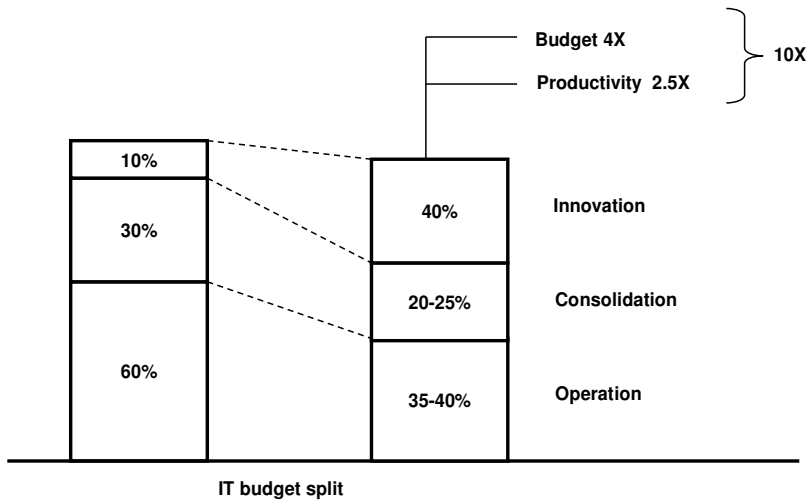 Budget 4X
10X
Productivity 2.5X
10%
40%
Innovation
30%
20-25%
Consolidation
60%
35-40%
Operation
IT budget split